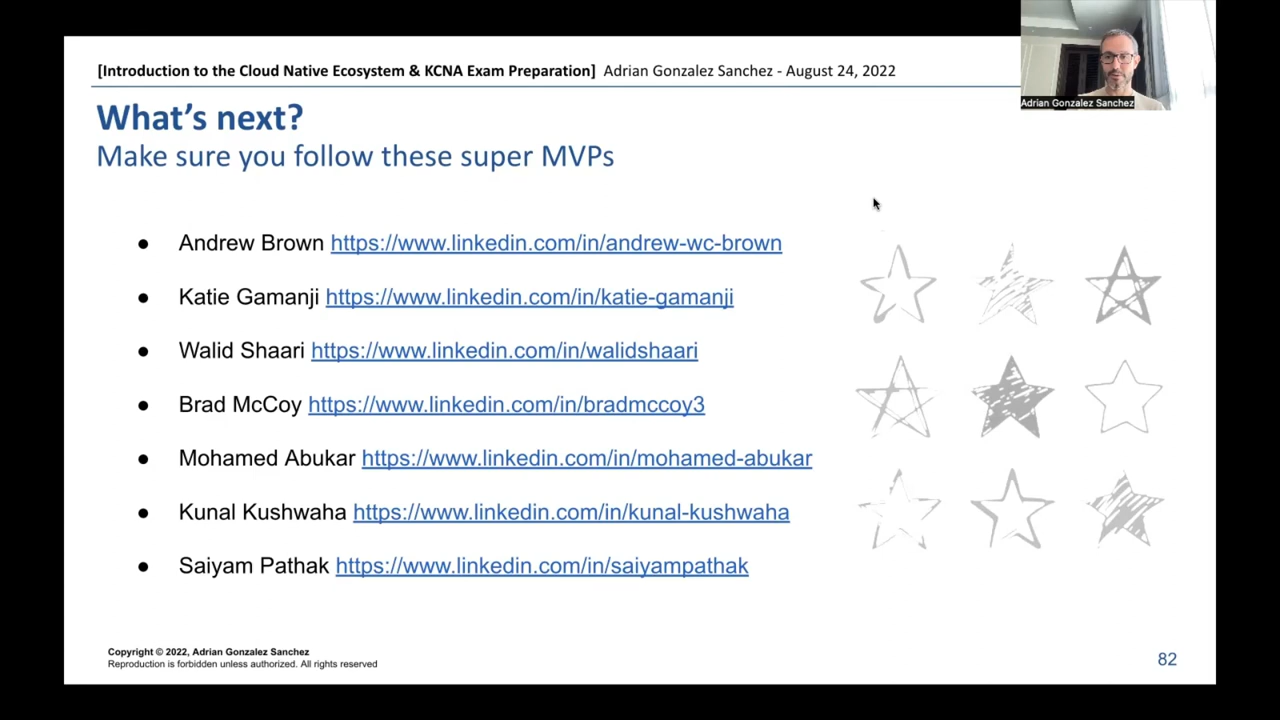 [Introduction to the Cloud Native Ecosystem & KCNA Exam Preparation] Adrian Gonzalez Sanchez - August 24, 2022
Adrian Gonzalez Sanchez
What's next?
Make sure you follow these super MVPs
● Andrew Brown https://www.linkedin.com/in/andrew-wc-brown
● Katie Gamanji https://www.linkedin.com/in/katie-gamanji
● Walid Shaari https://www.linkedin.com/in/walidshaari
● Brad McCoy https://www.linkedin.com/in/bradmccoy3
● Mohamed Abukar https://www.linkedin.com/in/mohamed-abukar
● Kunal Kushwaha https://www.linkedin.com/in/kunal-kushwaha
● Saiyam Pathak https://www.linkedin.com/in/saiyampathak
Copyright © 2022, Adrian Gonzalez Sanchez
Reproduction is forbidden unless authorized. All rights reserved
82